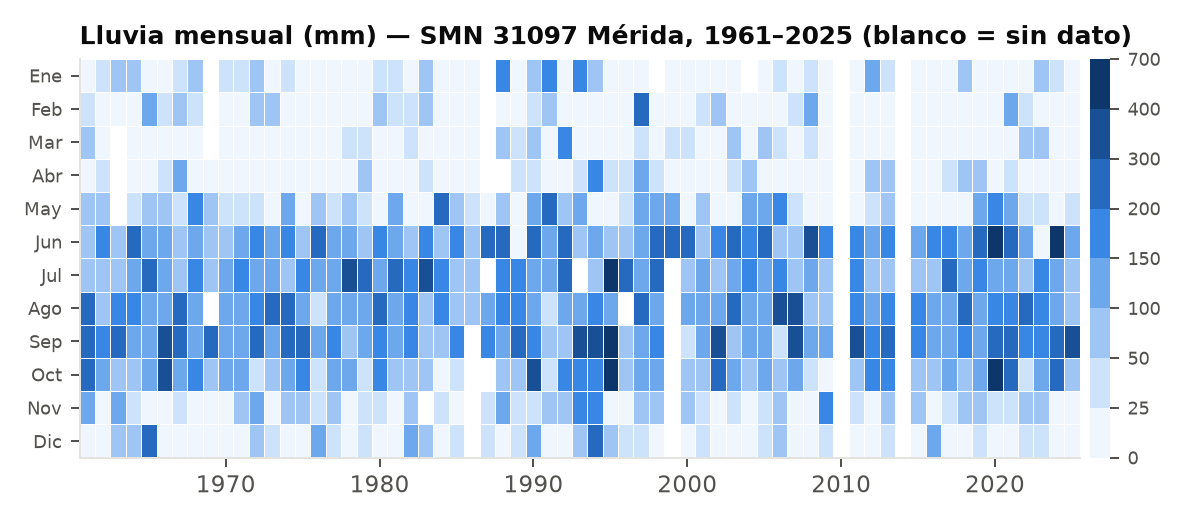 Lluvia mensual (mm) — SMN 31097 Mérida, 1961–2025 (blanco = sin dato)
Ene
Feb
Mar
Abr
May
Jun
Jul
Ago
Sep
Oct
Nov
Dic
1970 1980 1990 2000 2010 2020
700
400
300
200
150
100
50
25
0